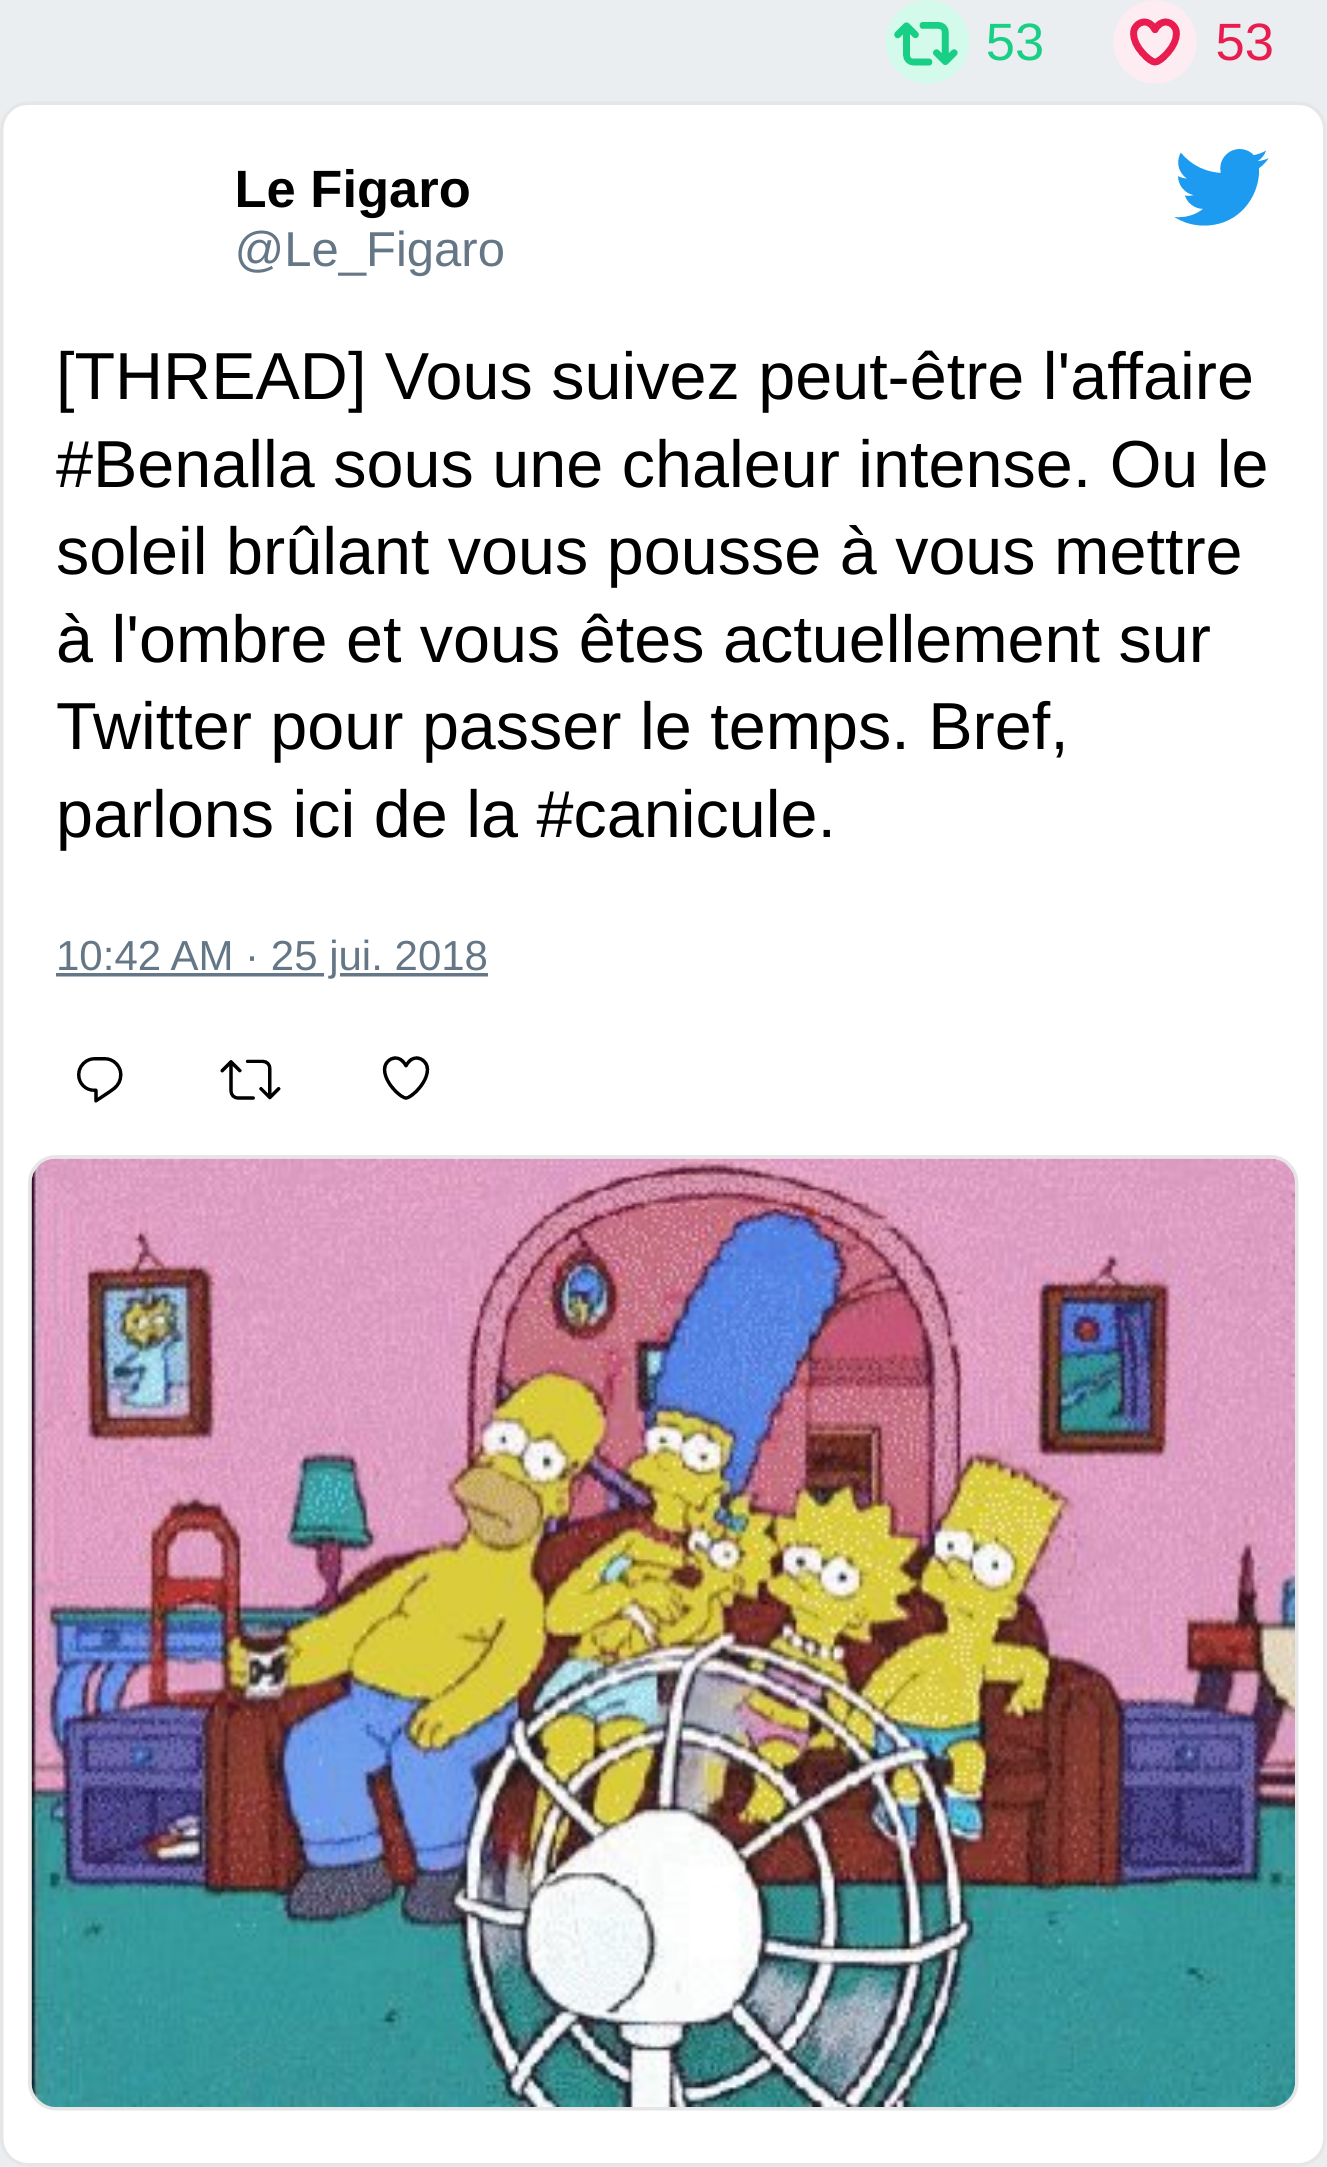 53 53
Le Figaro
@Le_Figaro
[THREAD] Vous suivez peut-être l'affaire
#Benalla sous une chaleur intense. Ou le
soleil brûlant vous pousse à vous mettre
à l'ombre et vous êtes actuellement sur
Twitter pour passer le temps. Bref,
parlons ici de la #canicule.
10:42 AM · 25 jui. 2018